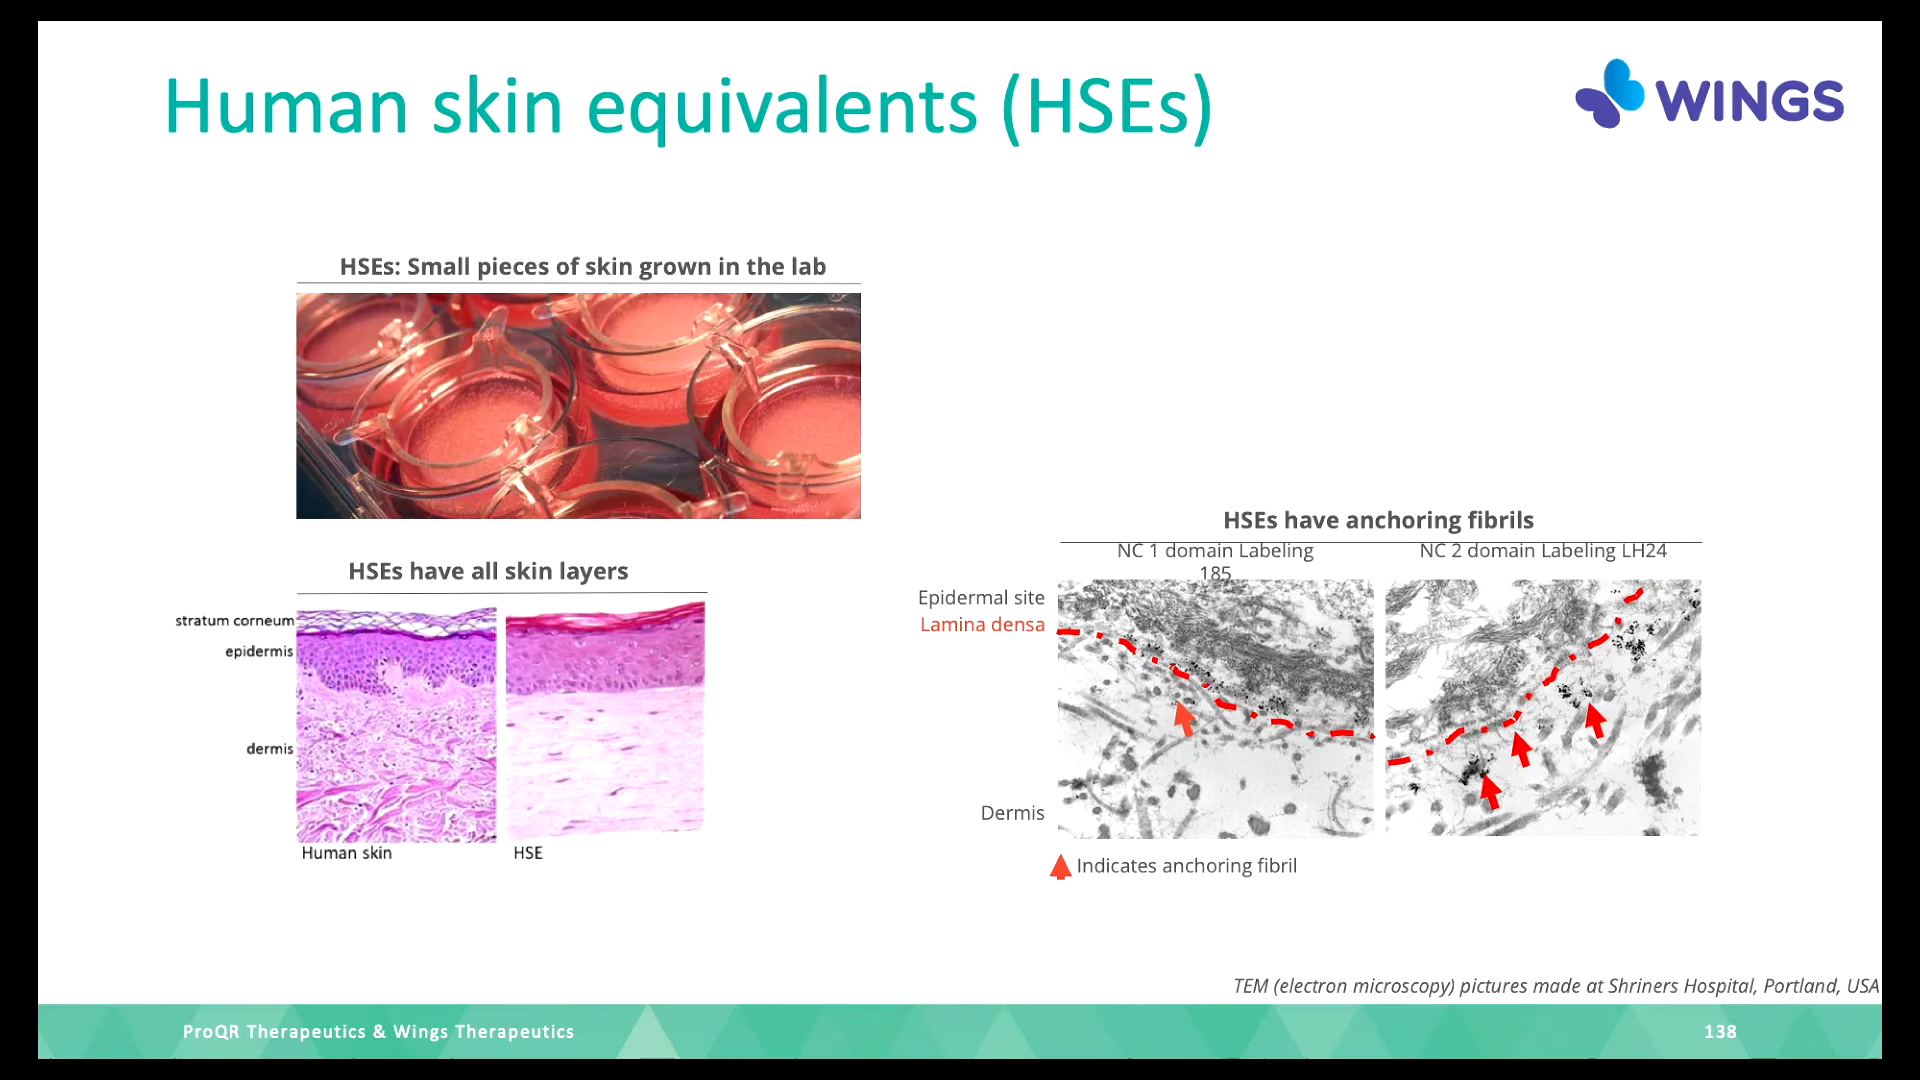 Human skin equivalents (HSEs)
WINGS
HSEs: Small pieces of skin grown in the lab
HSEs have all skin layers
stratum corneum
epidermis
dermis
Human skin
HSE
HSEs have anchoring fibrils
NC 1 domain Labeling
185
NC 2 domain Labeling LH24
Epidermal site
Lamina densa
Dermis
Indicates anchoring fibril
TEM (electron microscopy) pictures made at Shriners Hospital, Portland, USA
ProQR Therapeutics & Wings Therapeutics
138